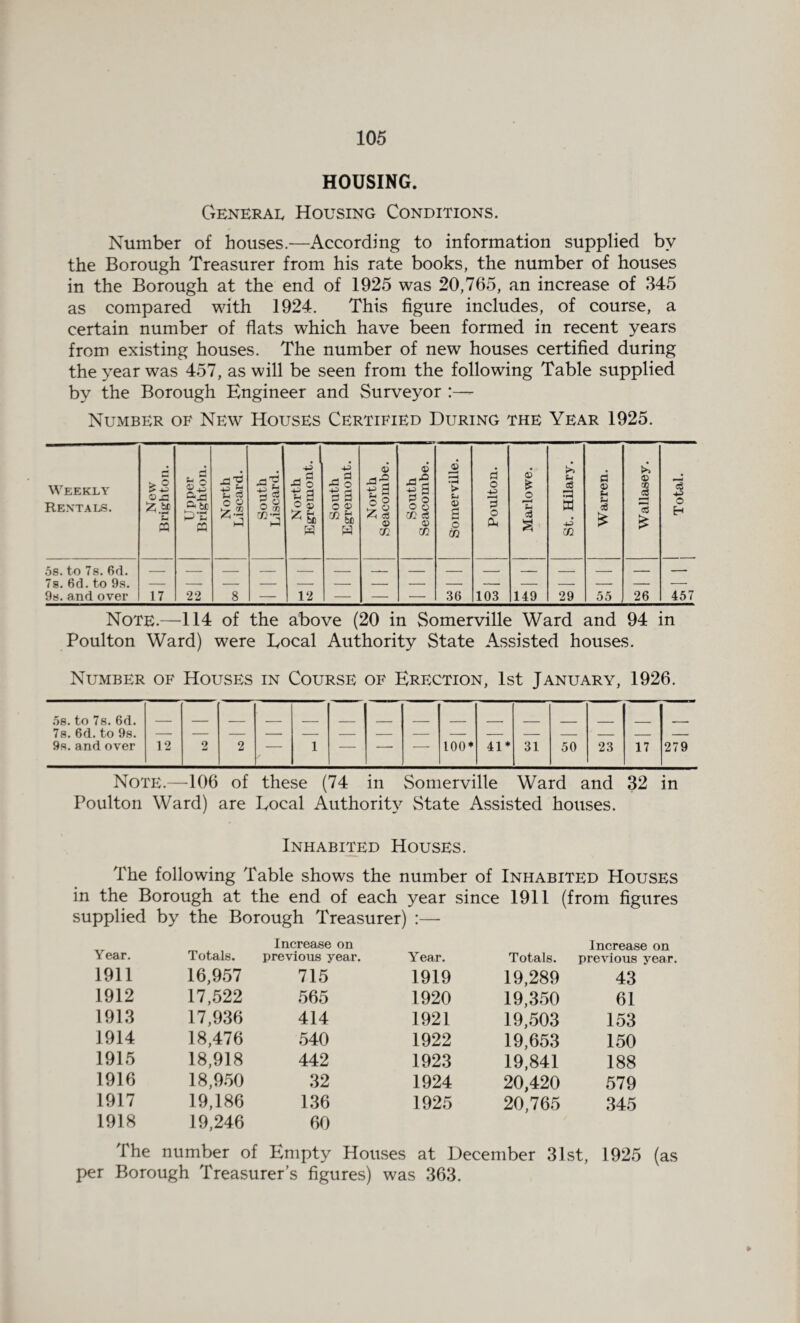 105
HOUSING.
General Housing Conditions.
Number of houses.—According to information supplied by
the Borough Treasurer from his rate books, the number of houses
in the Borough at the end of 1925 was 20,765, an increase of 345
as compared with 1924. This figure includes, of course, a
certain number of flats which have been formed in recent years
from existing houses. The number of new houses certified during
the year was 457, as will be seen from the following Table supplied
by the Borough Engineer and Surveyor :—
Number of New Houses Certified During the Year 1925.
Weekly Rentals. | New Brighton. | Upper Brighton. | North Liscard. | South Liscard. | North Egremont. | South Egremont. | North Seacombe. | South Seacombe. | Somerville. | Poulton. | Marlowe. | St. Hilary. | Warren. | Wallasey. | Total.
5s. to 7s. 6d. — — — — — — — — — — — — — — —
7s. 6d. to 9s. — — — — — — — — — — — — — — —
9s. and over 17 22 8 — 12 — — — 36 103 149 29 55 26 457
Note.—114 of the above (20 in Somerville Ward and 94 in
Poulton Ward) were Local Authority State Assisted houses.
Number of Houses in Course of Erection, 1st January, 1926.
5s. to 7s. 6d. — — — — — — — — — — — — — — —
7s. 6d. to 9s. — — — — — — — — — — — — — — —
9s. and over 12 2 2 — 1 — — — 100* 41* 31 50 23 17 279
Note.—106 of these (74 in Somerville Ward and 32 in
Poulton Ward) are Local Authority State Assisted houses.
Inhabited Houses.
The following Table shows the number of Inhabited Houses
in the Borough at the end of each year since 1911 (from figures
supplied by the Borough Treasurer) :—
Year. Totals. Increase on previous year. Year. Totals. Increase on previous year.
1911 16,957 715 1919 19,289 43
1912 17,522 565 1920 19,350 61
1913 17,936 414 1921 19,503 153
1914 18,476 540 1922 19,653 150
1915 18,918 442 1923 19,841 188
1916 18,950 32 1924 20,420 579
1917 19,186 136 1925 20,765 345
1918 19,246 60
The number of Empty Houses at December 31st, 1925 (as
per Borough Treasurer's figures) was 363.